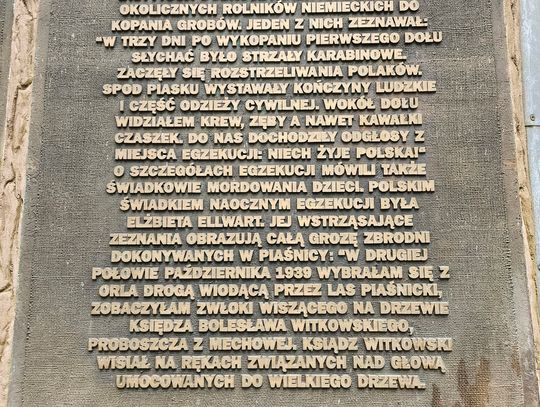 OKOLICZNYCH ROLNIKÓW NIEMIECKICH DO
KOPANIA GROBÓW. JEDEN Z NICH ZEZNAWAŁ:
"W TRZY DNI PO WYKOPANIU PIERWSZEGO DOŁU
SŁYCHAĆ BYŁO STRZAŁY KARABINOWE.
ZACZĘŁY SIĘ ROZSTRZELIWANIA POLAKÓW.
SPOD PIASKU WYSTAWAŁY KOŃCZYNY LUDZKIE
I CZĘŚĆ ODZIEŻY CYWILNEJ. WOKÓŁ DOŁU
WIDZIAŁEM KREW, ZĘBY A NAWET KAWAŁKI
CZASZEK. DO NAS DOCHODZIŁY ODGŁOSY Z
MIEJSCA EGZEKUCJI: NIECH ŻYJE POLSKA!"
O SZCZEGÓŁACH EGZEKUCJI MÓWILI TAKŻE
ŚWIADKOWIE MORDOWANIA DZIECI. POLSKIM
ŚWIADKIEM NAOCZNYM EGZEKUCJI BYŁA
ELŻBIETA ELLWART. JEJ WSTRZĄSAJĄCE
ZEZNANIA OBRAZUJĄ CAŁĄ GROZĘ ZBRODNI
DOKONYWANYCH W PIAŚNICY: "W DRUGIEJ
POŁOWIE PAŹDZIERNIKA 1939 WYBRAŁAM SIĘ Z
ORLA DROGĄ WIODĄCĄ PRZEZ LAS PIAŚNICKI,
ZOBACZYŁAM ZWŁOKI WISZĄCEGO NA DRZEWIE
KSIĘDZA BOLESŁAWA WITKOWSKIEGO,
PROBOSZCZA Z MECHOWEJ. KSIĄDZ WITKOWSKI
WISIAŁ NA RĘKACH ZWIĄZANYCH NAD GŁOWĄ
UMOCOWANYCH DO WIELKIEGO DRZEWA.